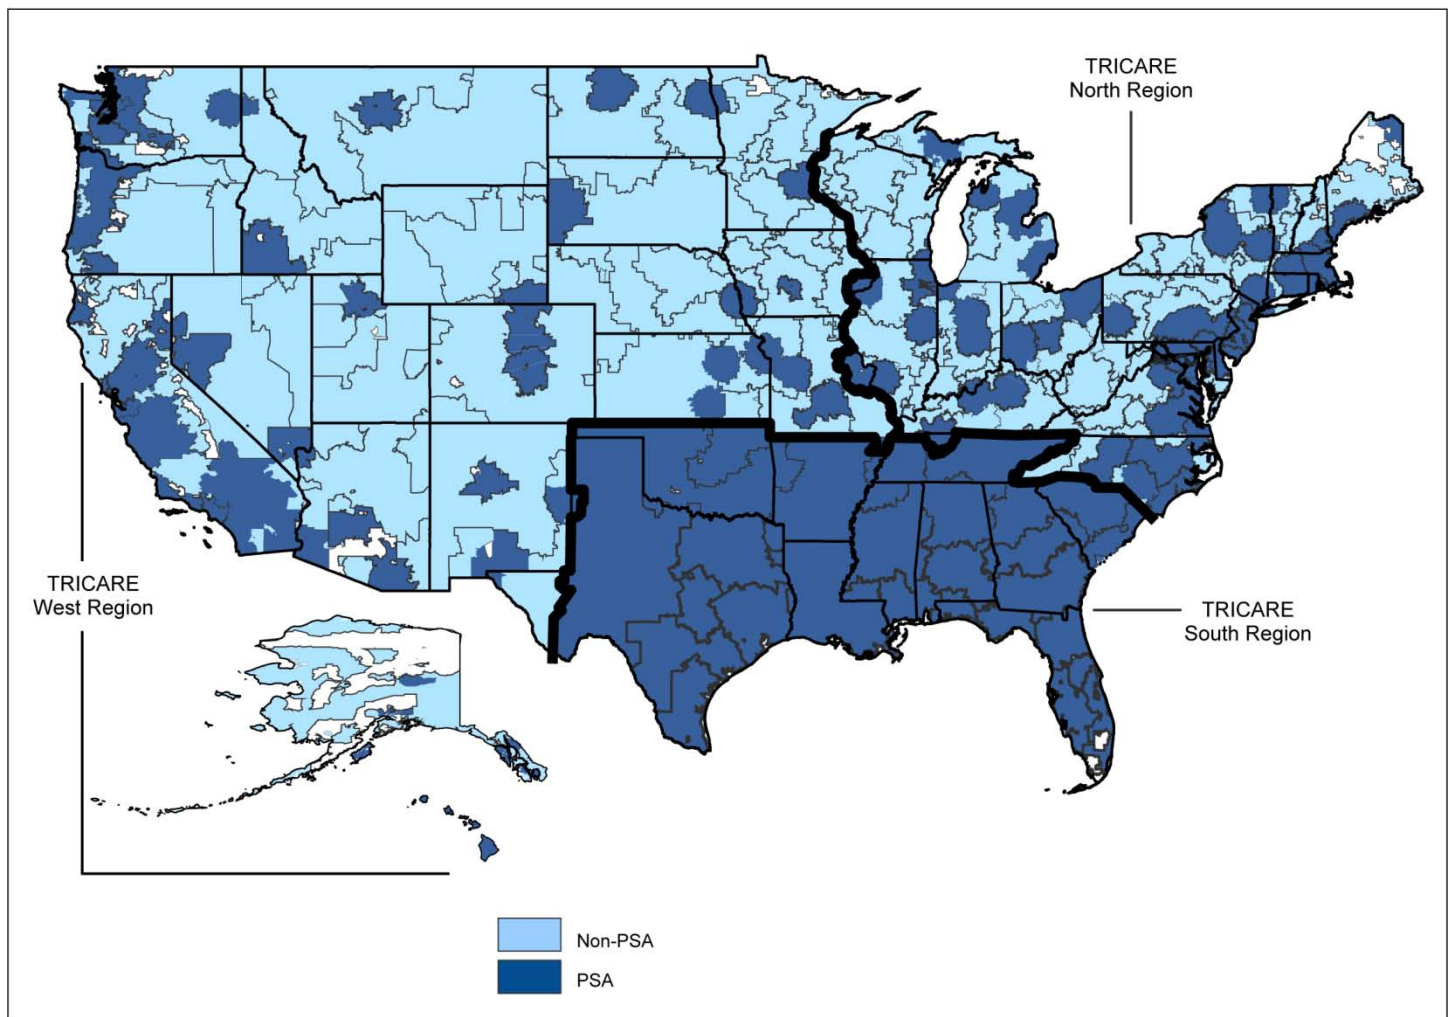 TRICARE
North Region
TRICARE
West Region
TRICARE
South Region
Non-PSA
PSA